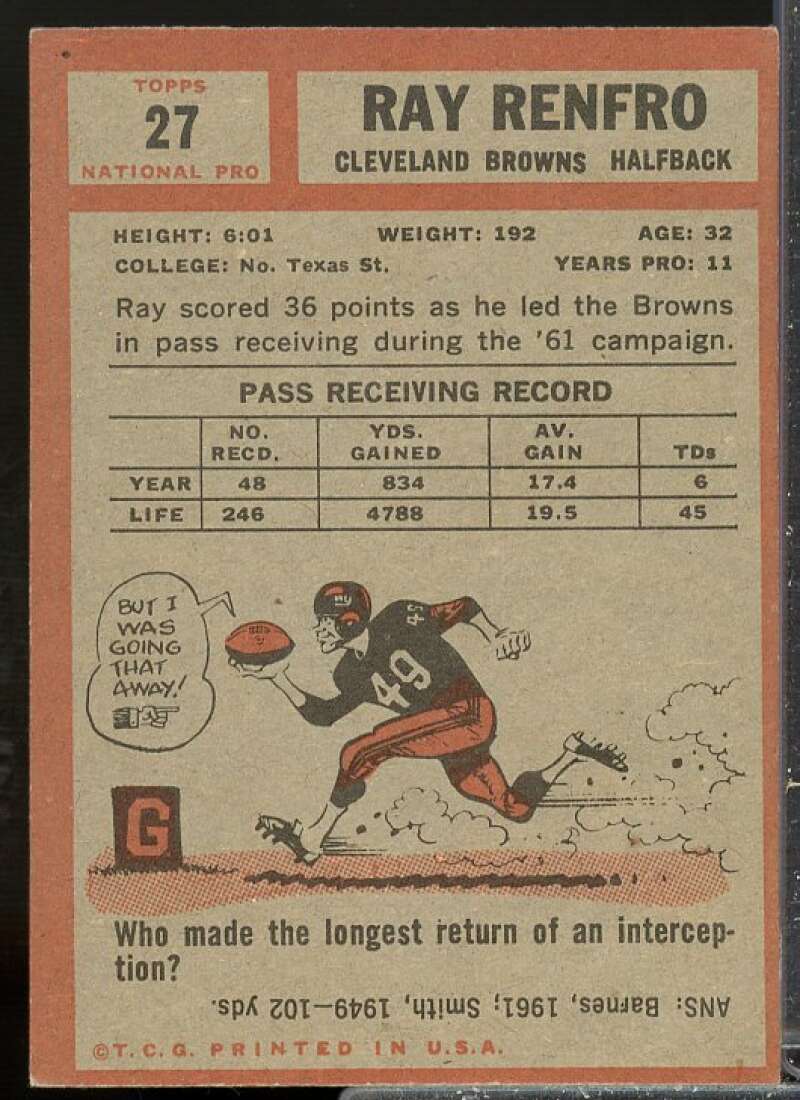 TOPPS
27
NATIONAL PRO
RAY RENFRO
CLEVELAND BROWNS HALFBACK
HEIGHT: 6:01 WEIGHT: 192 AGE: 32
COLLEGE: No. Texas St. YEARS PRO: 11
Ray scored 36 points as he led the Browns
in pass receiving during the '61 campaign.
PASS RECEIVING RECORD
NO. RECD. YDS. GAINED AV. GAIN TDs
YEAR 48 834 17.4 6
LIFE 246 4788 19.5 45
BUT I
WAS
GOING
THAT
AWAY!
49
49
G
Who made the longest return of an intercep-
tion?
ANS: Barnes, 1961; Smith, 1949—102 yds.
©T.C.G. PRINTED IN U.S.A.